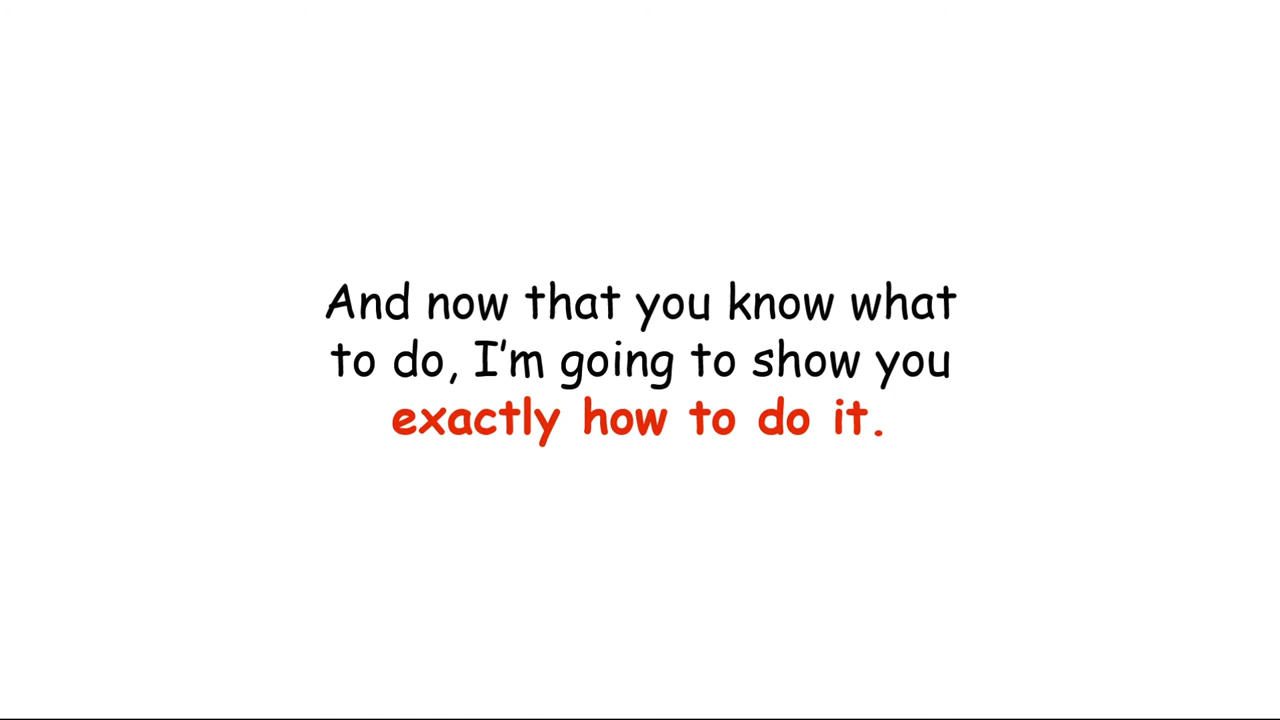 And now that you know what
to do, I’m going to show you
exactly how to do it.